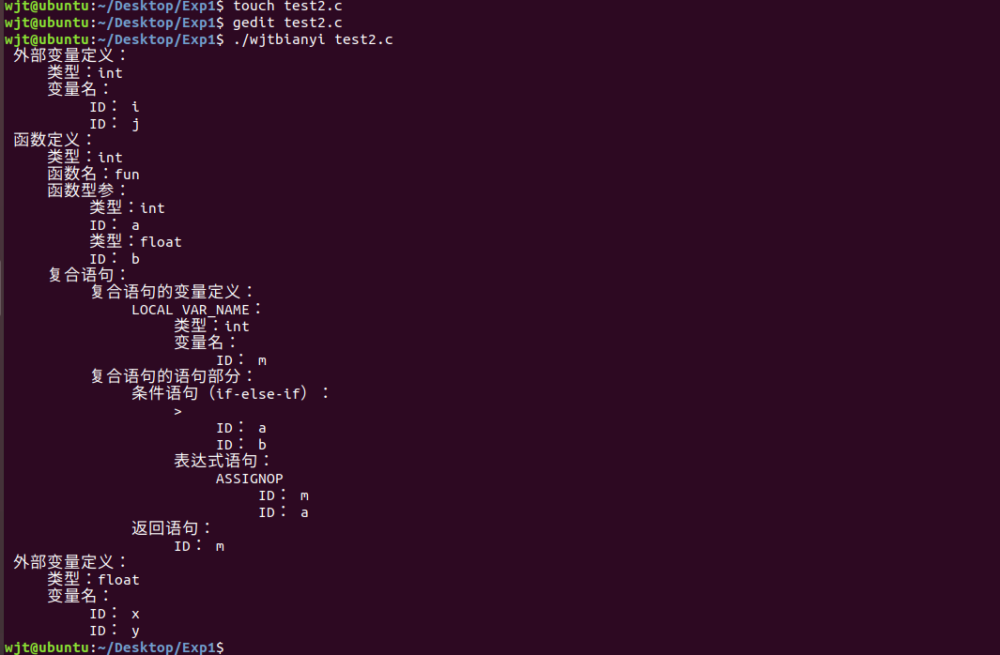 wjt@ubuntu:~/Desktop/Exp1$ touch test2.c
wjt@ubuntu:~/Desktop/Exp1$ gedit test2.c
wjt@ubuntu:~/Desktop/Exp1$ ./wjtbianyi test2.c
外部变量定义：
类型：int
变量名：
ID： i
ID： j
函数定义：
类型：int
函数名：fun
函数型参：
类型：int
ID： a
类型：float
ID： b
复合语句：
复合语句的变量定义：
LOCAL VAR_NAME：
类型：int
变量名：
ID： m
复合语句的语句部分：
条件语句（if-else-if）：
>
ID： a
ID： b
表达式语句：
ASSIGNOP
ID： m
ID： a
返回语句：
ID： m
外部变量定义：
类型：float
变量名：
ID： x
ID： y
wjt@ubuntu:~/Desktop/Exp1$